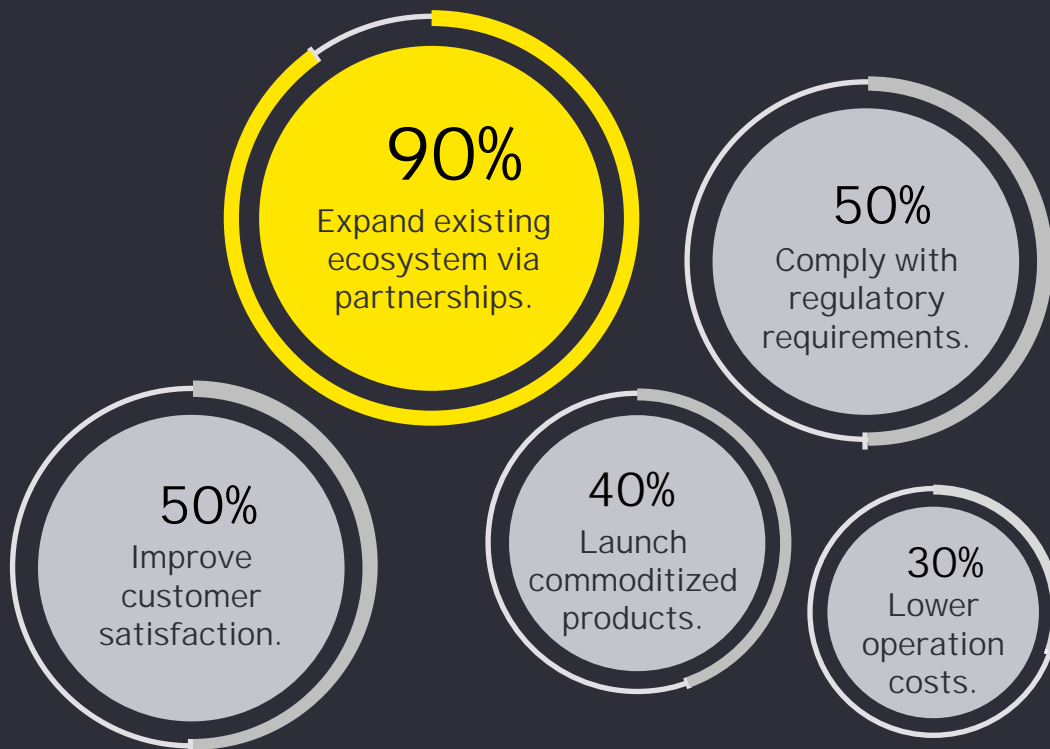 90%
Expand existing
ecosystem via
partnerships.
50%
Comply with
regulatory
requirements.
50%
Improve
customer
satisfaction.
40%
Launch
commoditized
products.
30%
Lower
operation
costs.